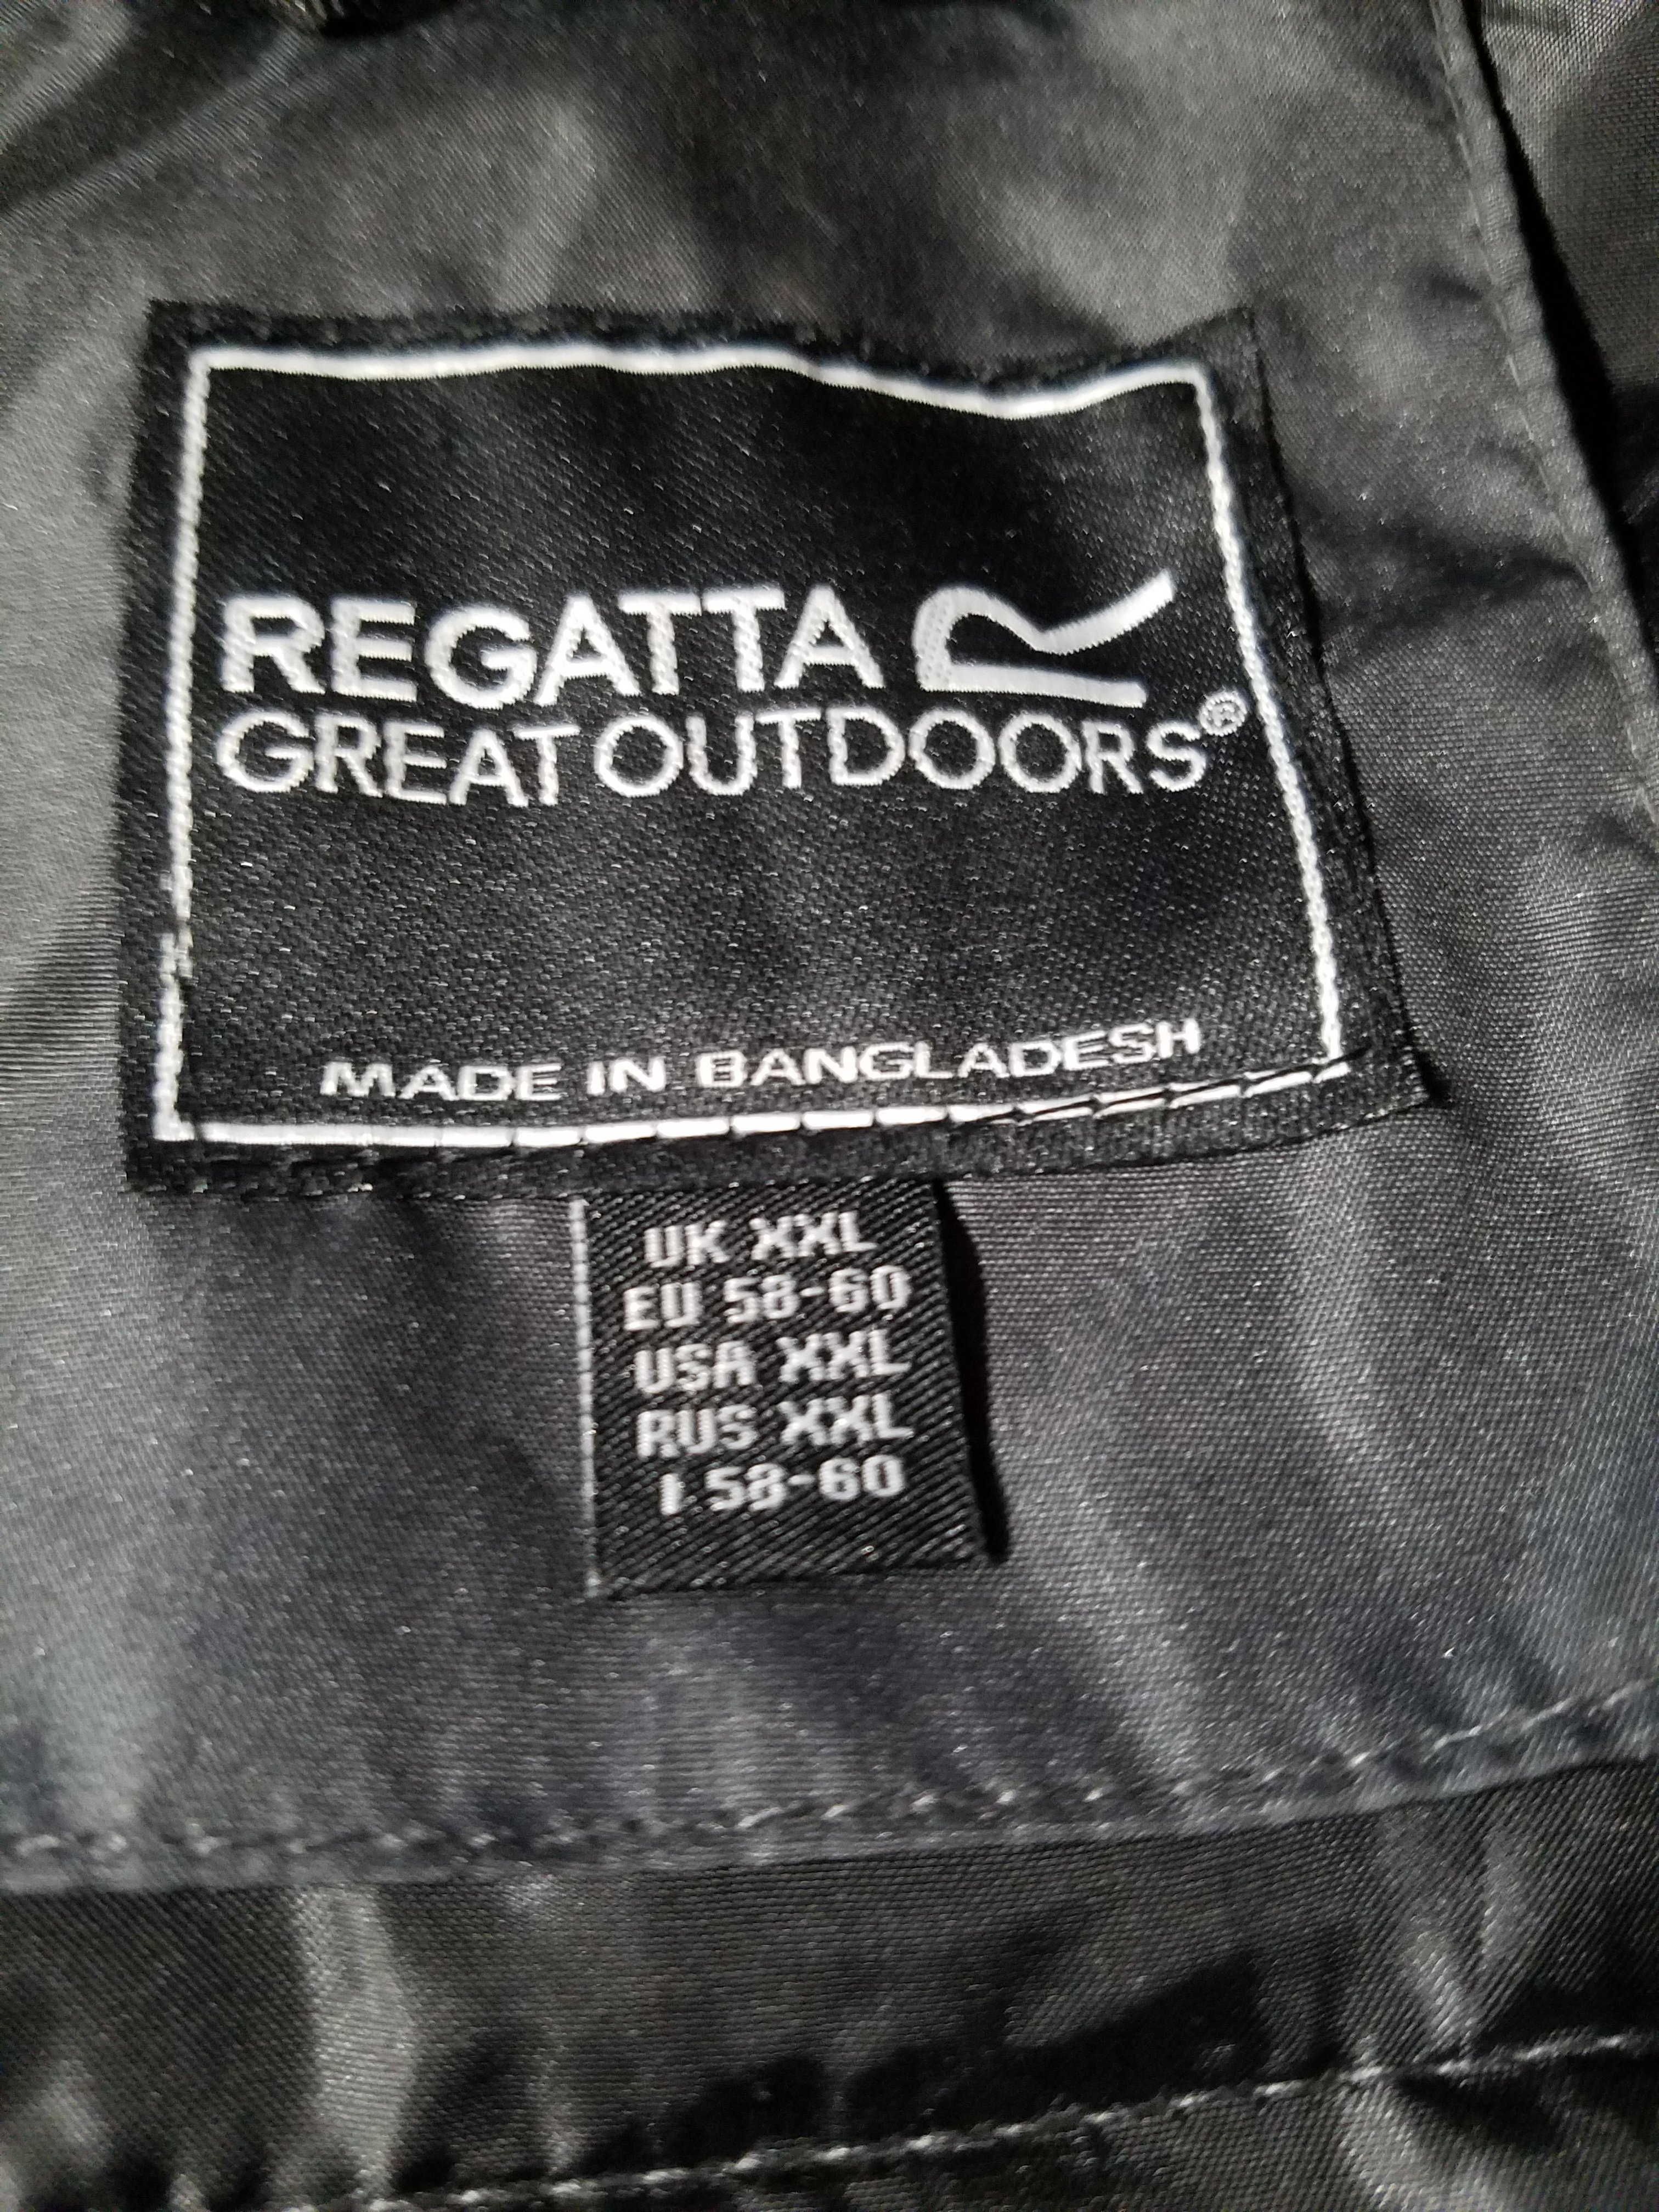 REGATTA
GREAT OUTDOORS®
MADE IN BANGLADESH
UK XXL
EU 58-60
USA XXL
RUS XXL
I 58-60